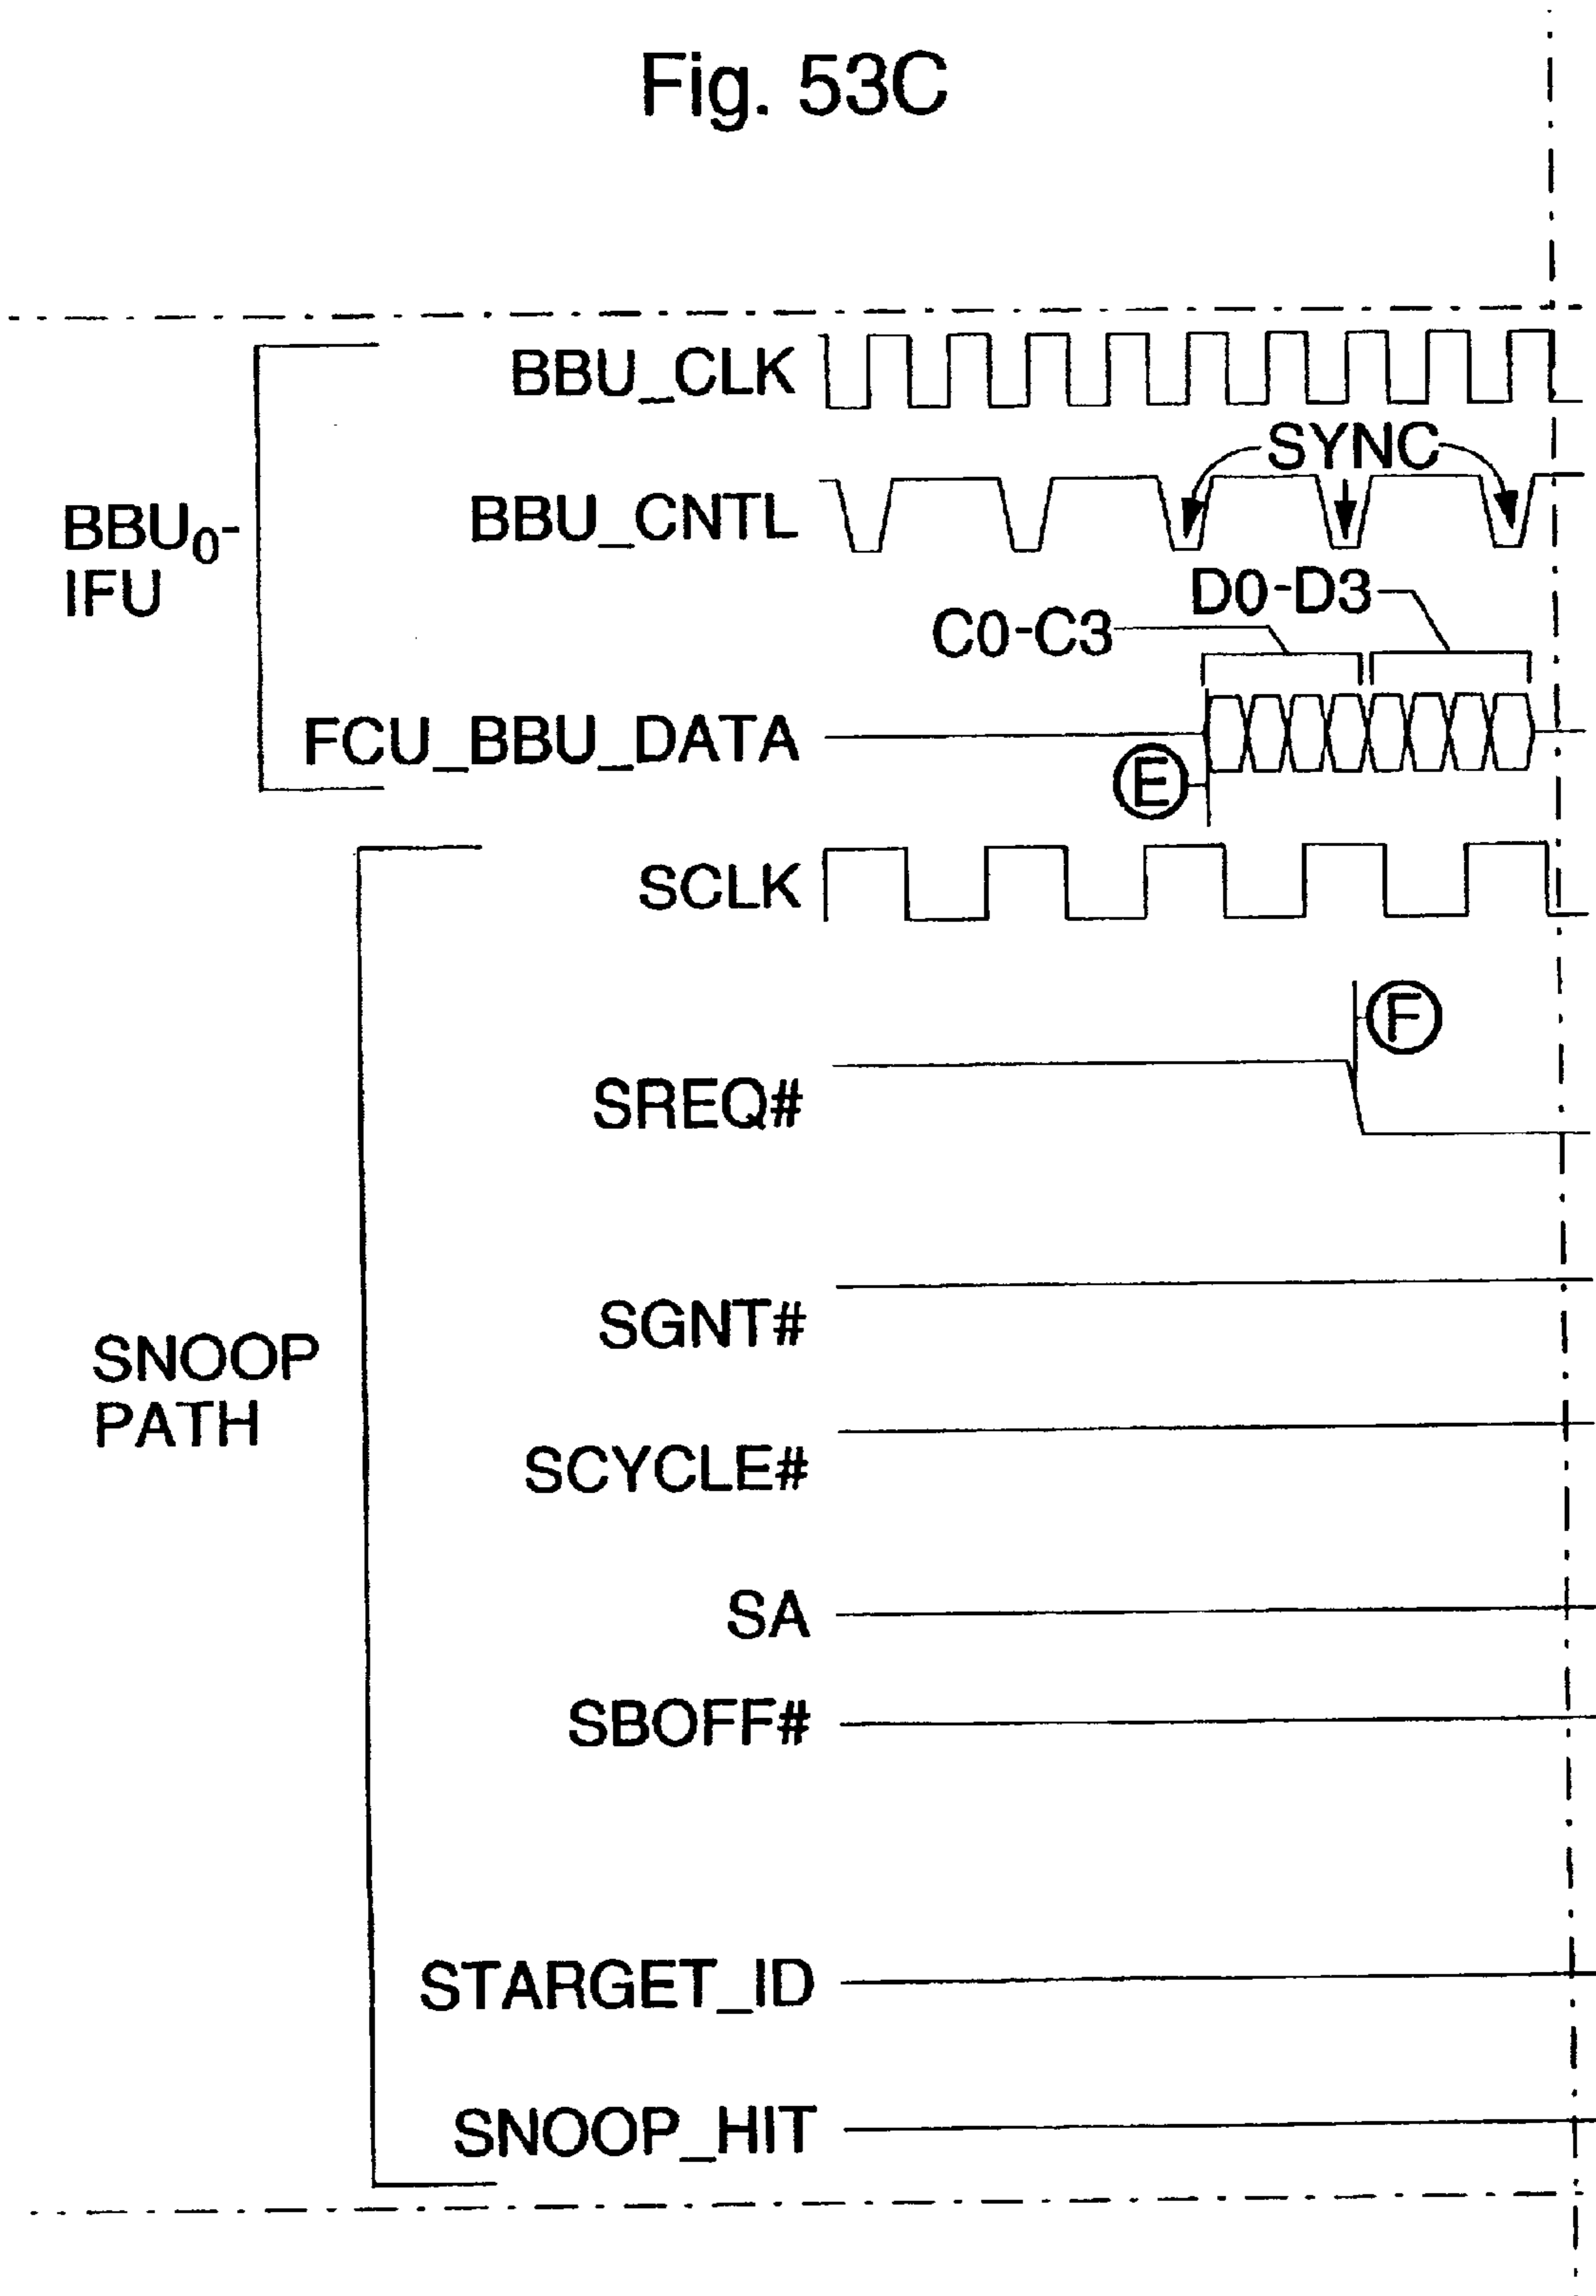 Fig. 53C
BBU_CLK
SYNC
BBU_CNTL
BBU0-
IFU
D0-D3
C0-C3
FCU_BBU_DATA
E
SCLK
F
SREQ#
SGNT#
SNOOP
PATH
SCYCLE#
SA
SBOFF#
STARGET_ID
SNOOP_HIT